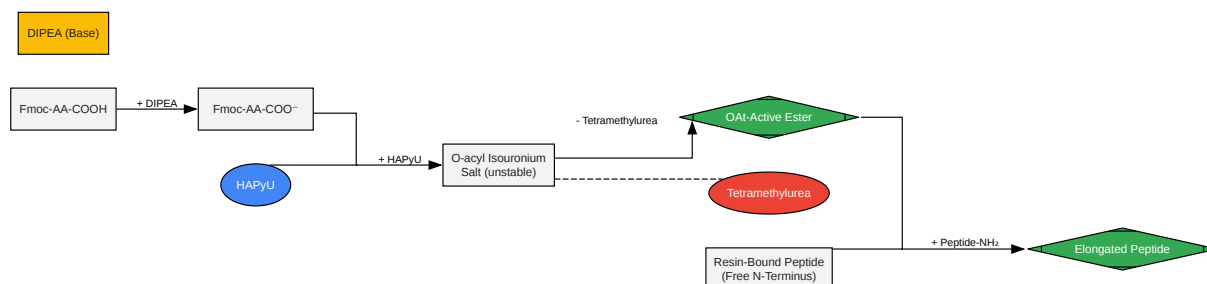 DIPEA (Base)
Fmoc-AA-COOH
+ DIPEA
Fmoc-AA-COO⁻
HAPyU
+ HAPyU
O-acyl Isouronium
Salt (unstable)
- Tetramethylurea
OAt-Active Ester
Tetramethylurea
Resin-Bound Peptide
(Free N-Terminus)
+ Peptide-NH₂
Elongated Peptide